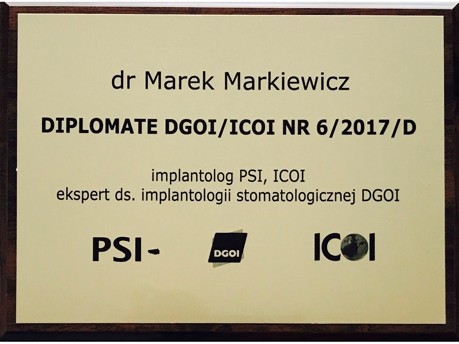 dr Marek Markiewicz
DIPLOMATE DGOI/ICOI NR 6/2017/D
implantolog PSI, ICOI
ekspert ds. implantologii stomatologicznej DGOI
PSI
DGOI
ICOI